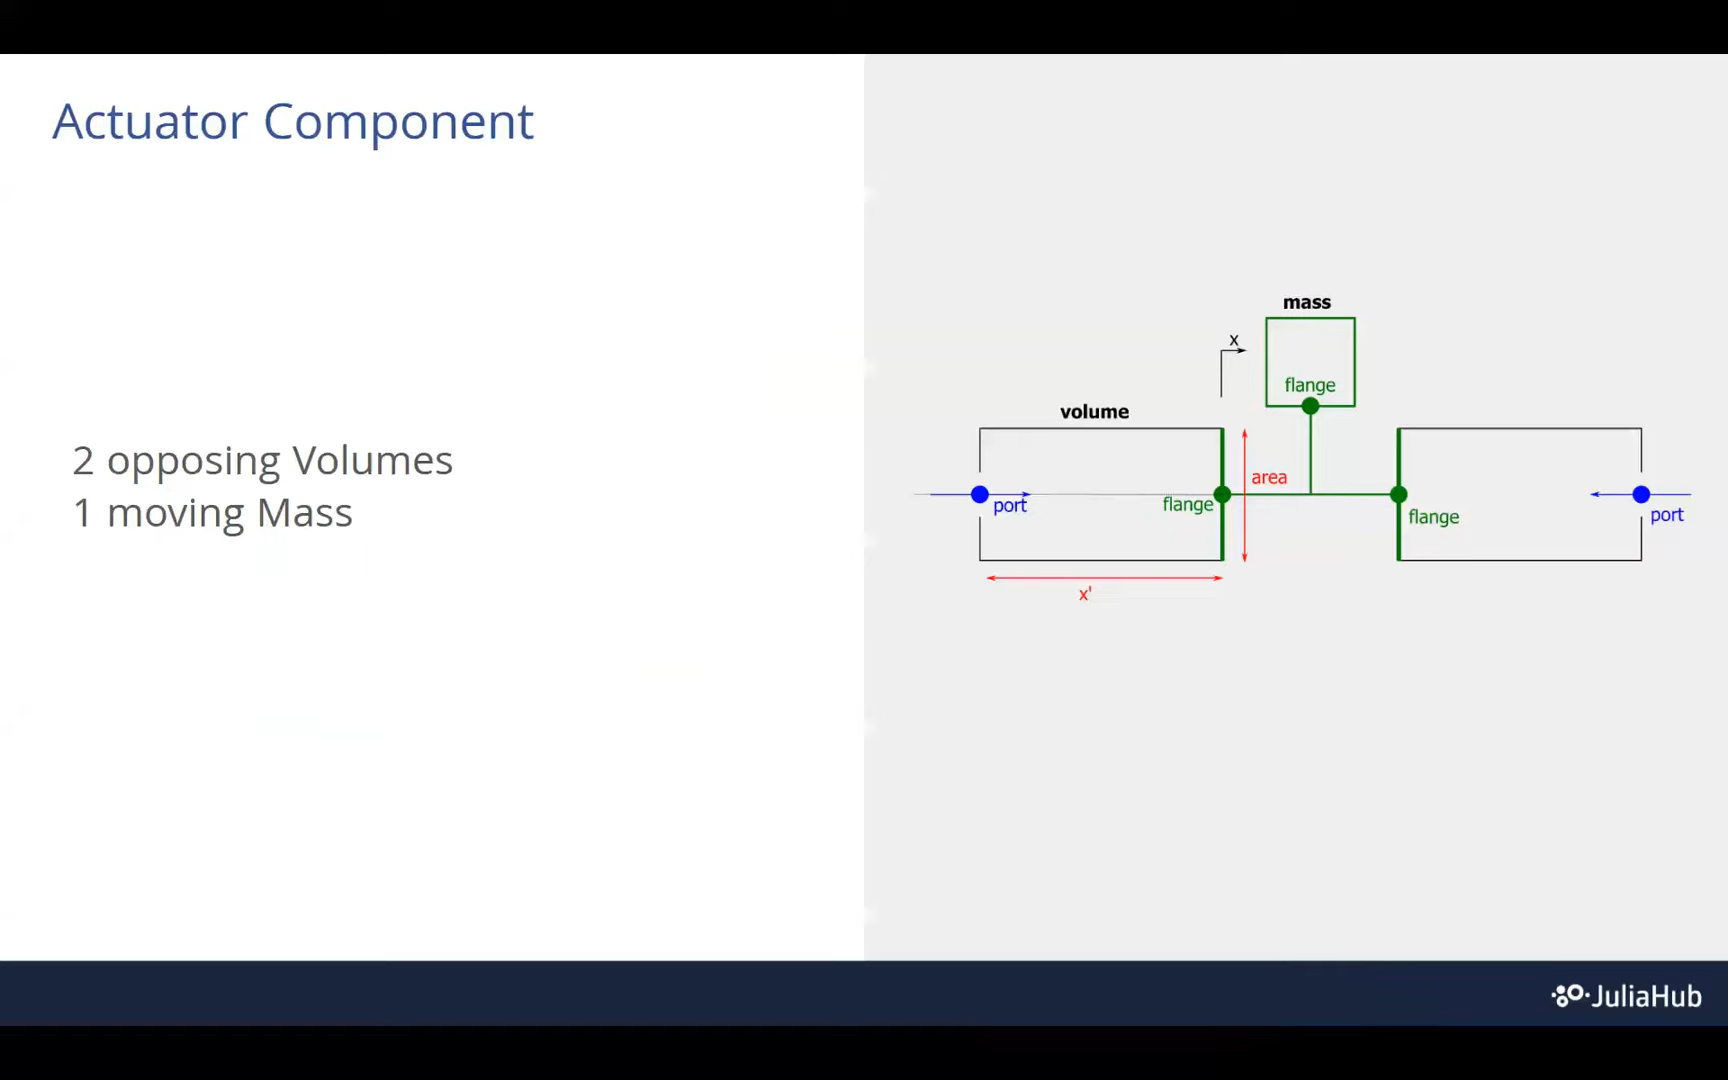 Actuator Component
2 opposing Volumes
1 moving Mass
mass
x
flange
volume
area
port
flange
flange
port
x'
JuliaHub